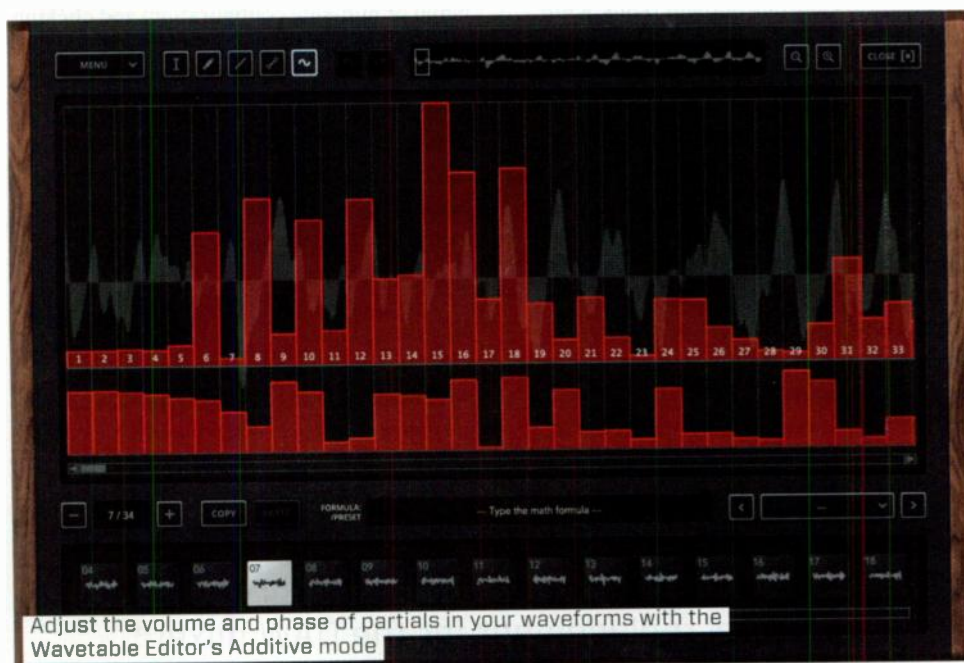 MENU
CLOSE [×]
1 2 3 4 5 6 7 8 9 10 11 12 13 14 15 16 17 18 19 20 21 22 23 24 25 26 27 28 29 30 31 32 33
7 / 34
COPY
FORMULA:
/PRESET
--- Type the math formula ---
04 05 06 07 08 09 10 11 12 13 14 15 16 17 18
Adjust the volume and phase of partials in your waveforms with the
Wavetable Editor's Additive mode